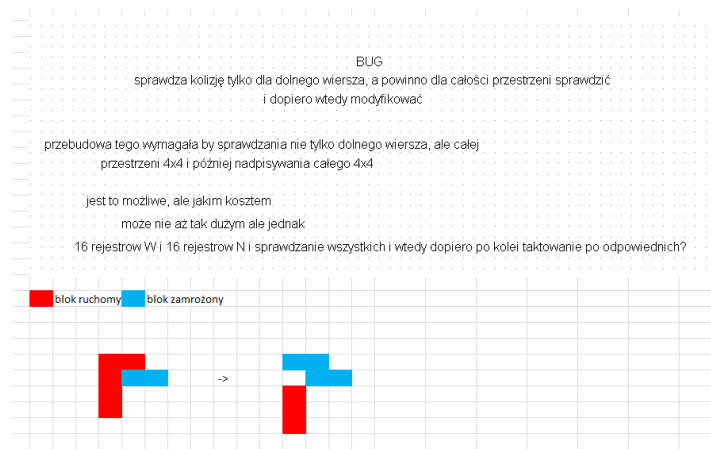 BUG
sprawdza kolizję tylko dla dolnego wiersza, a powinno dla całości przestrzeni sprawdzić
i dopiero wtedy modyfikować
przebudowa tego wymagała by sprawdzania nie tylko dolnego wiersza, ale całej
przestrzeni 4x4 i później nadpisywania całego 4x4
jest to możliwe, ale jakim kosztem
może nie aż tak dużym ale jednak
16 rejestrow W i 16 rejestrow N i sprawdzanie wszystkich i wtedy dopiero po kolei taktowanie po odpowiednich?
blok ruchomy blok zamrożony
->